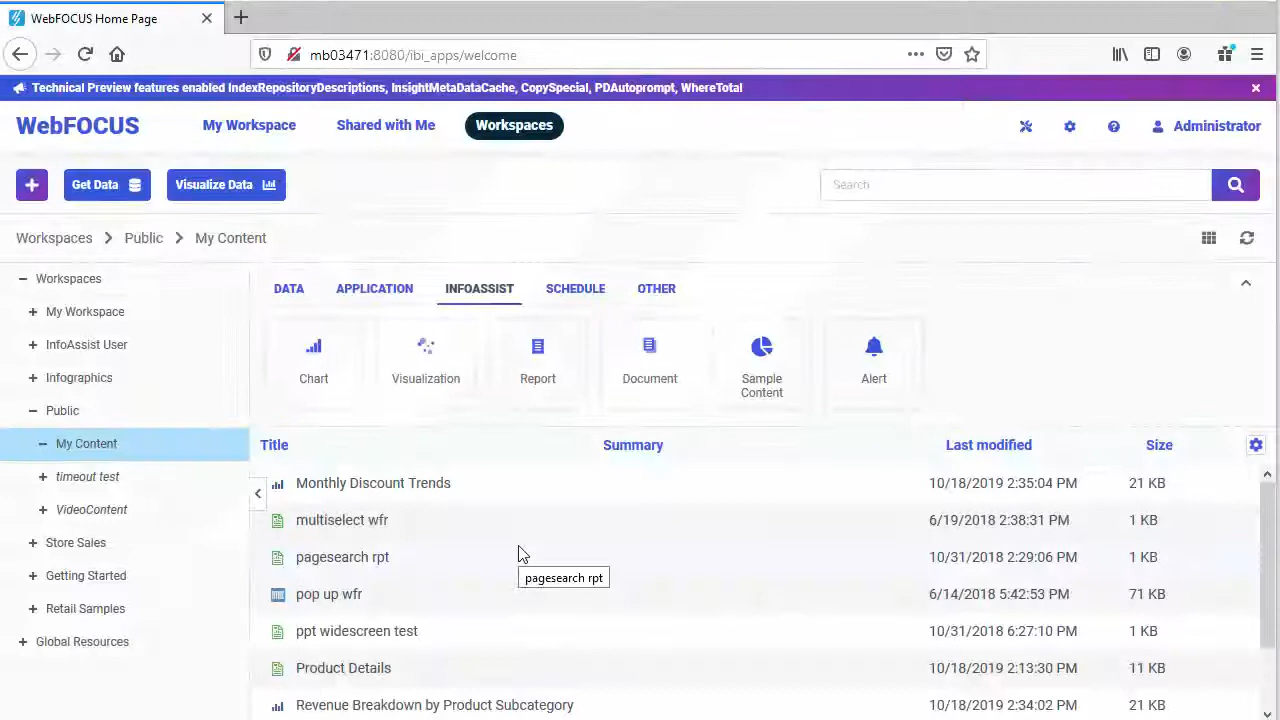 WebFOCUS Home Page
mb03471:8080/ibi_apps/welcome
Technical Preview features enabled IndexRepositoryDescriptions, InsightMetaDataCache, CopySpecial, PDAutoprompt, WhereTotal
WebFOCUS My Workspace Shared with Me Workspaces Administrator
Get Data Visualize Data Search
Workspaces Public My Content
Workspaces
My Workspace
InfoAssist User
Infographics
Public
My Content
timeout test
VideoContent
Store Sales
Getting Started
Retail Samples
Global Resources
DATA APPLICATION INFOASSIST SCHEDULE OTHER
Chart Visualization Report Document Sample Content Alert
Title Summary Last modified Size
Monthly Discount Trends 10/18/2019 2:35:04 PM 21 KB
multiselect wfr 6/19/2018 2:38:31 PM 1 KB
pagesearch rpt 10/31/2018 2:29:06 PM 1 KB
pagesearch rpt
pop up wfr 6/14/2018 5:42:53 PM 71 KB
ppt widescreen test 10/31/2018 6:27:10 PM 1 KB
Product Details 10/18/2019 2:13:30 PM 11 KB
Revenue Breakdown by Product Subcategory 10/18/2019 2:34:02 PM 21 KB